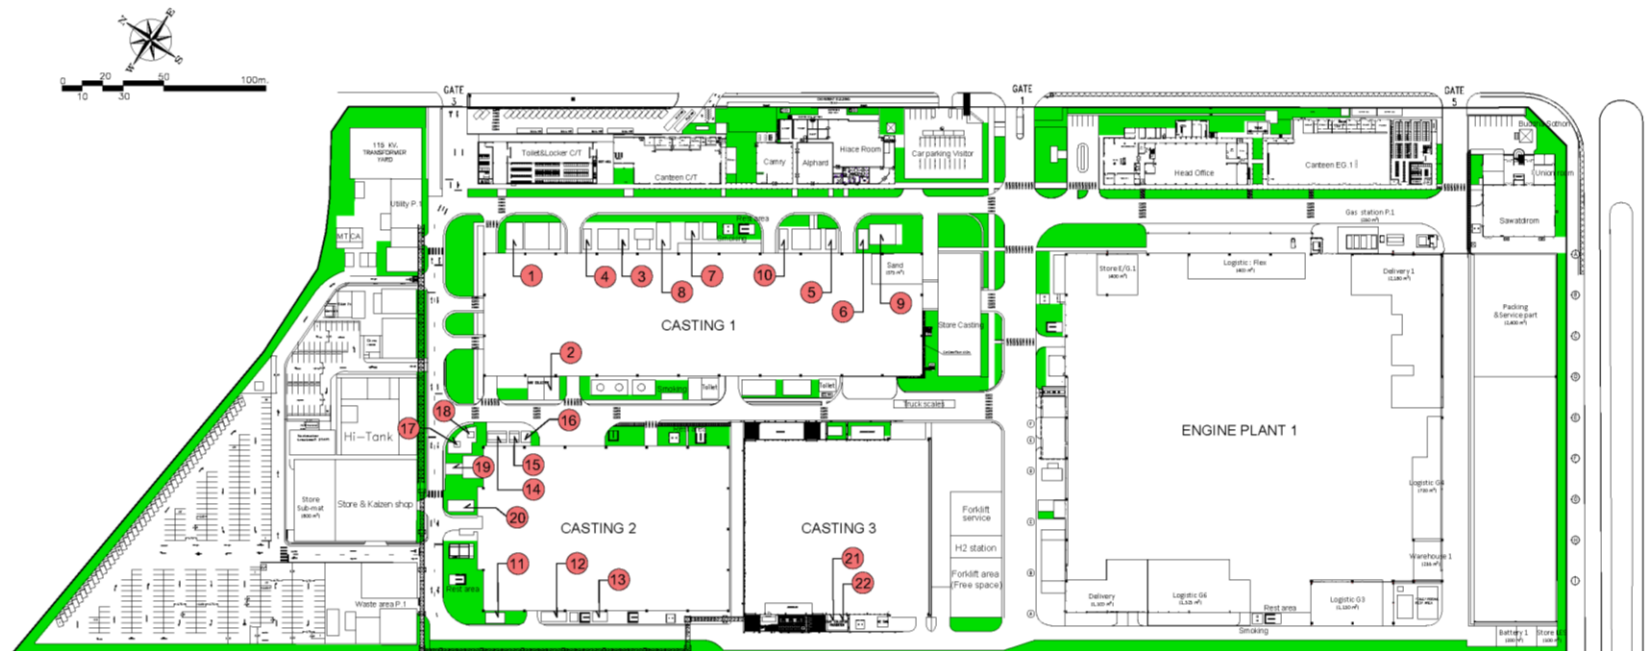 N
E
W
S
0
20
50
100m.
10
30
GATE
3
GATE
1
GATE
5
116 KV.
TRANSFORMER
YARD
Toilet&Locker C/T
Canteen C/T
Camry
Alphard
Hiace Room
Car parking Visitor
Head Office
Canteen EG.1
Union room
Sawatdirom
Utility P.1
M.T.CA
Rest area
Smoking
Gas station P.1
1
4
3
8
7
10
5
6
9
Sand
Store E/G.1
Logistic : Flex
Delivery 1
CASTING 1
Store Casting
Packing
&Service part
2
Smoking
Toilet
Toilet
Truck scales
18
17
16
15
19
14
20
Hi-Tank
Store
Sub-mat
Store & Kaizen shop
ENGINE PLANT 1
CASTING 2
CASTING 3
Forklift
service
H2 station
Forklift area
(Free space)
Logistic G4
Warehouse 1
11
12
13
21
22
Rest area
Waste area P.1
Delivery
Logistic G6
Logistic G3
Rest area
Smoking
Battery 1